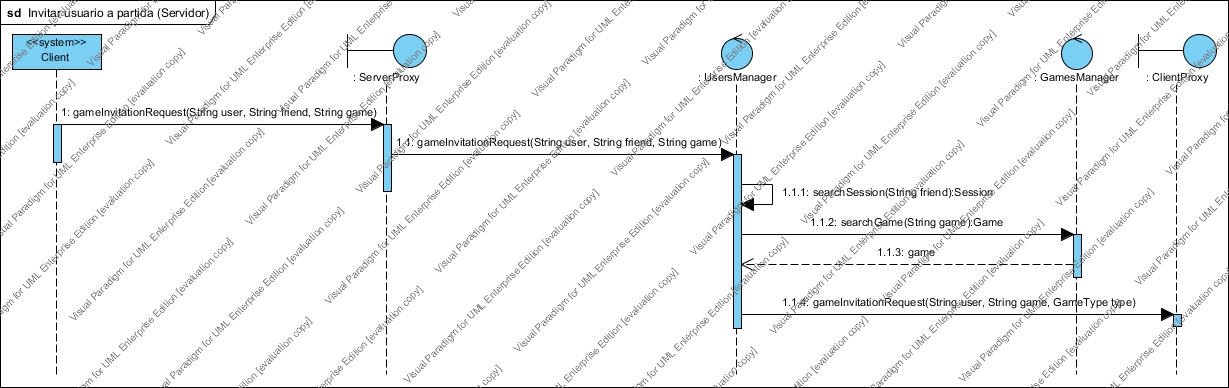 sd Invitar usuario a partida (Servidor)
<<system>>
Client
: ServerProxy
: UsersManager
: GamesManager
: ClientProxy
1: gameInvitationRequest(String user, String friend, String game)
1.1: gameInvitationRequest(String user, String friend, String game)
1.1.1: searchSession(String friend):Session
1.1.2: searchGame(String game):Game
1.1.3: game
1.1.4: gameInvitationRequest(String user, String game, GameType type)
Visual Paradigm for UML Enterprise Edition [evaluation copy]